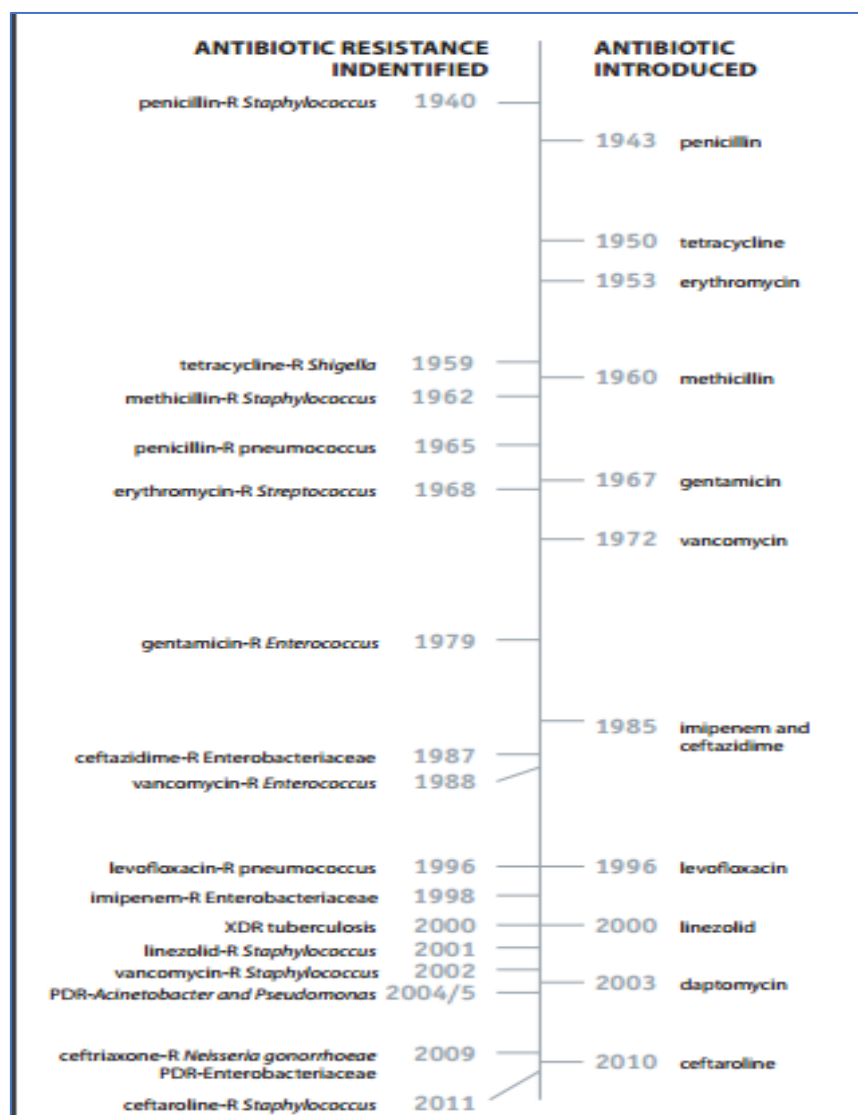 ANTIBIOTIC RESISTANCE
INDENTIFIED
penicillin-R Staphylococcus 1940
tetracycline-R Shigella 1959
methicillin-R Staphylococcus 1962
penicillin-R pneumococcus 1965
erythromycin-R Streptococcus 1968
gentamicin-R Enterococcus 1979
ceftazidime-R Enterobacteriaceae 1987
vancomycin-R Enterococcus 1988
levofloxacin-R pneumococcus 1996
imipenem-R Enterobacteriaceae 1998
XDR tuberculosis 2000
linezolid-R Staphylococcus 2001
vancomycin-R Staphylococcus 2002
PDR-Acinetobacter and Pseudomonas 2004/5
ceftriaxone-R Neisseria gonorrhoeae 2009
PDR-Enterobacteriaceae
ceftaroline-R Staphylococcus 2011
ANTIBIOTIC
INTRODUCED
1943 penicillin
1950 tetracycline
1953 erythromycin
1960 methicillin
1967 gentamicin
1972 vancomycin
1985 imipenem and
ceftazidime
1996 levofloxacin
2000 linezolid
2003 daptomycin
2010 ceftaroline